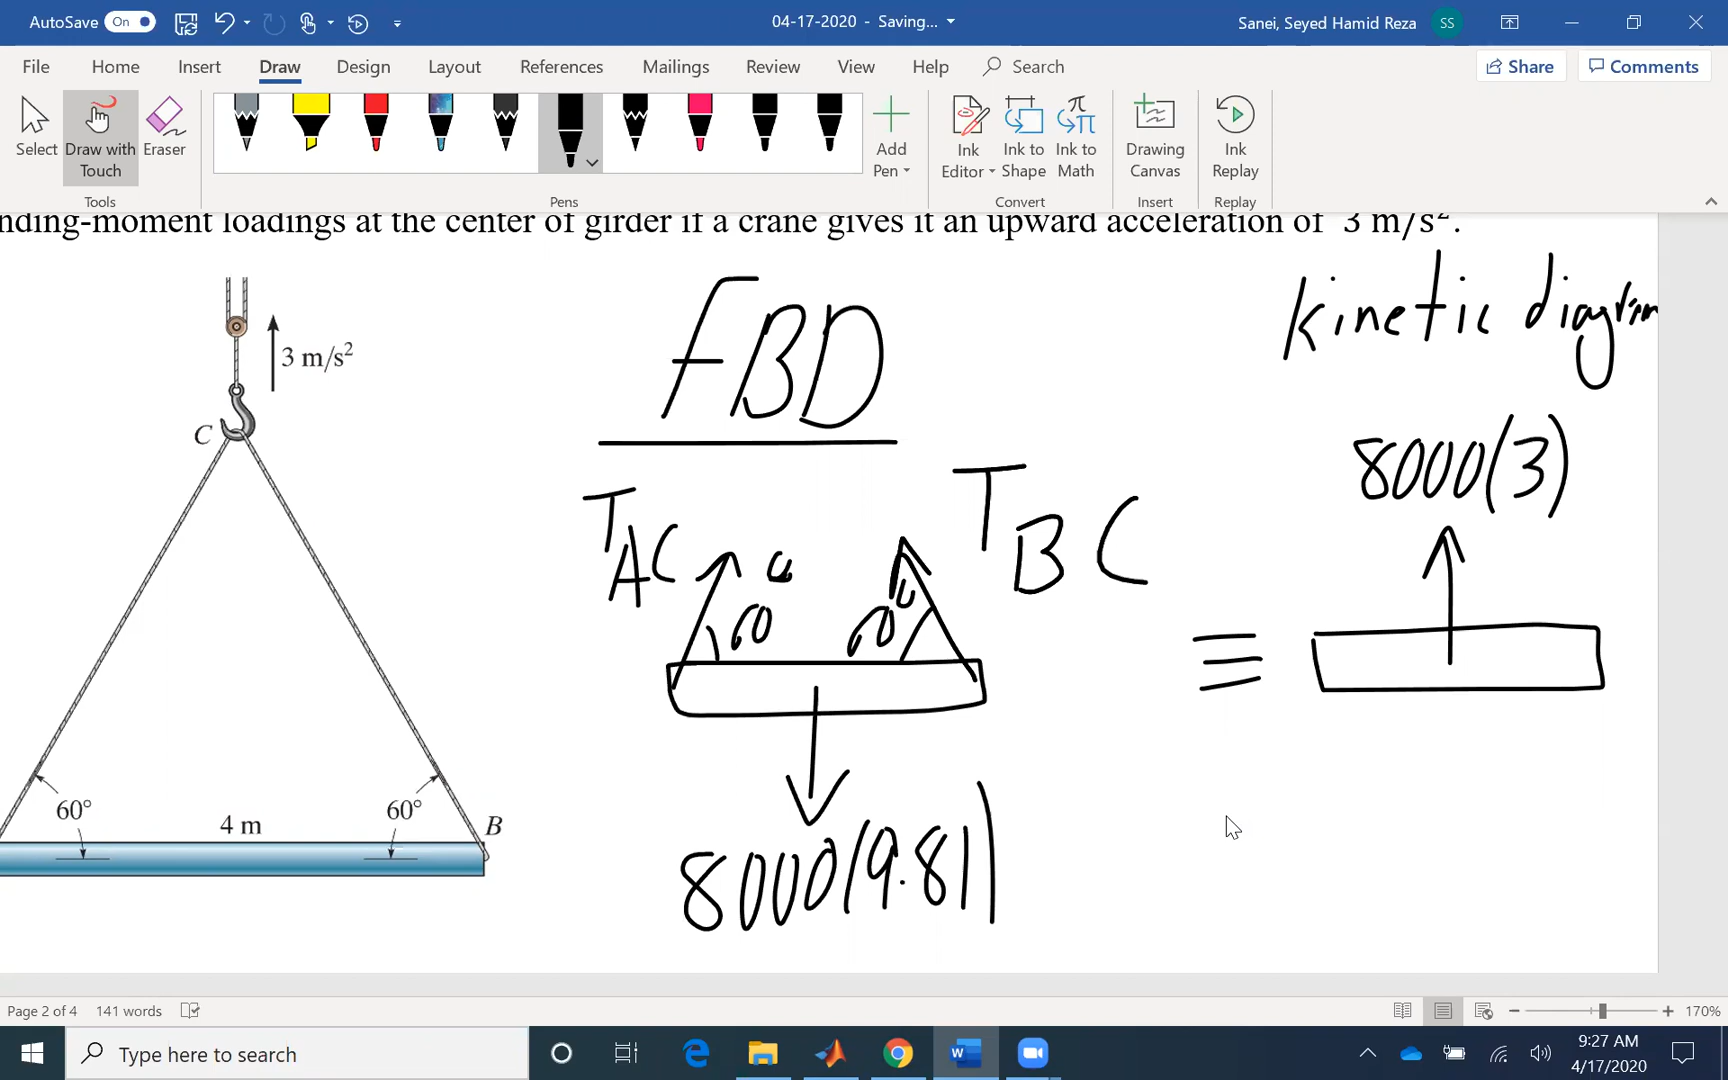 AutoSave On
04-17-2020 - Saving...
Sanei, Seyed Hamid Reza SS
File Home Insert Draw Design Layout References Mailings Review View Help Search
Share Comments
Select
Draw with
Touch
Eraser
Add
Pen
Ink
Editor
Ink to
Shape
Ink to
Math
Drawing
Canvas
Ink
Replay
Tools Pens Convert Insert Replay
nding-moment loadings at the center of girder if a crane gives it an upward acceleration of 3 m/s².
3 m/s²
C
60°
4 m
60°
B
FBD
T_AC
T_BC
60
60
8000(9.81)
≡
kinetic diagram
8000(3)
Page 2 of 4 141 words
170%
Type here to search
9:27 AM
4/17/2020